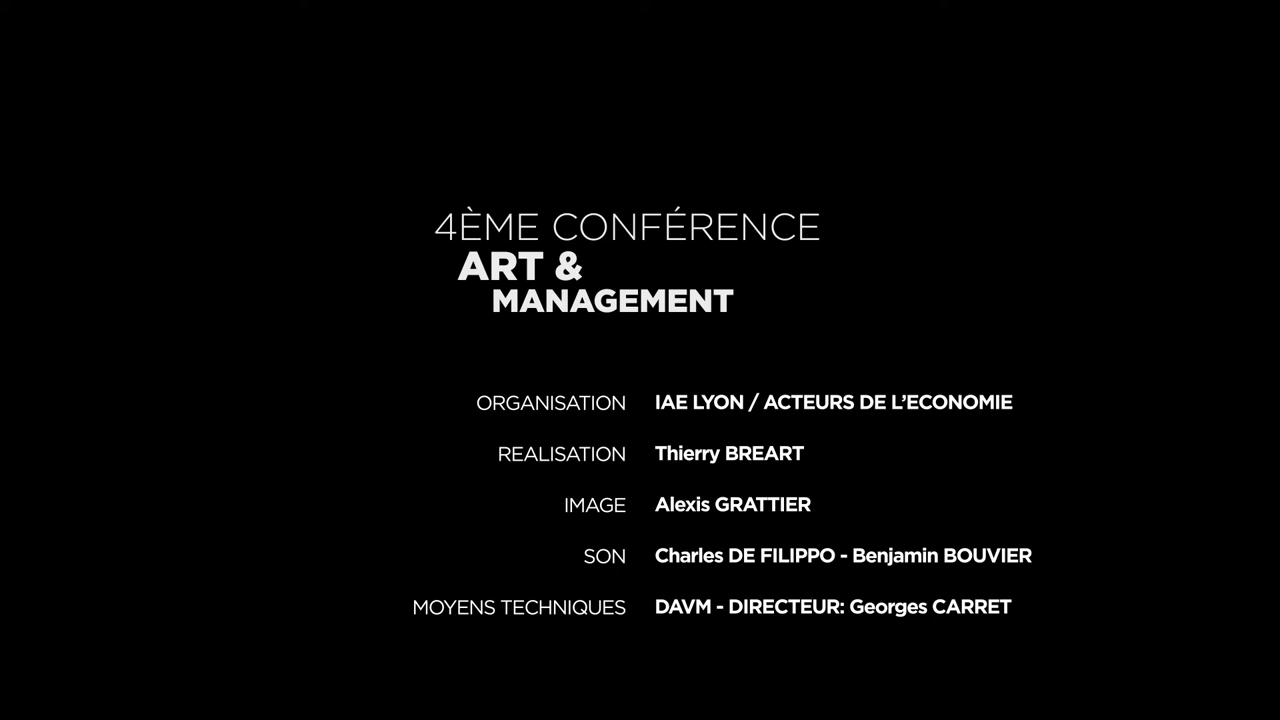 4ÈME CONFÉRENCE
ART &
MANAGEMENT
ORGANISATION IAE LYON / ACTEURS DE L’ECONOMIE
REALISATION Thierry BREART
IMAGE Alexis GRATTIER
SON Charles DE FILIPPO - Benjamin BOUVIER
MOYENS TECHNIQUES DAVM - DIRECTEUR: Georges CARRET